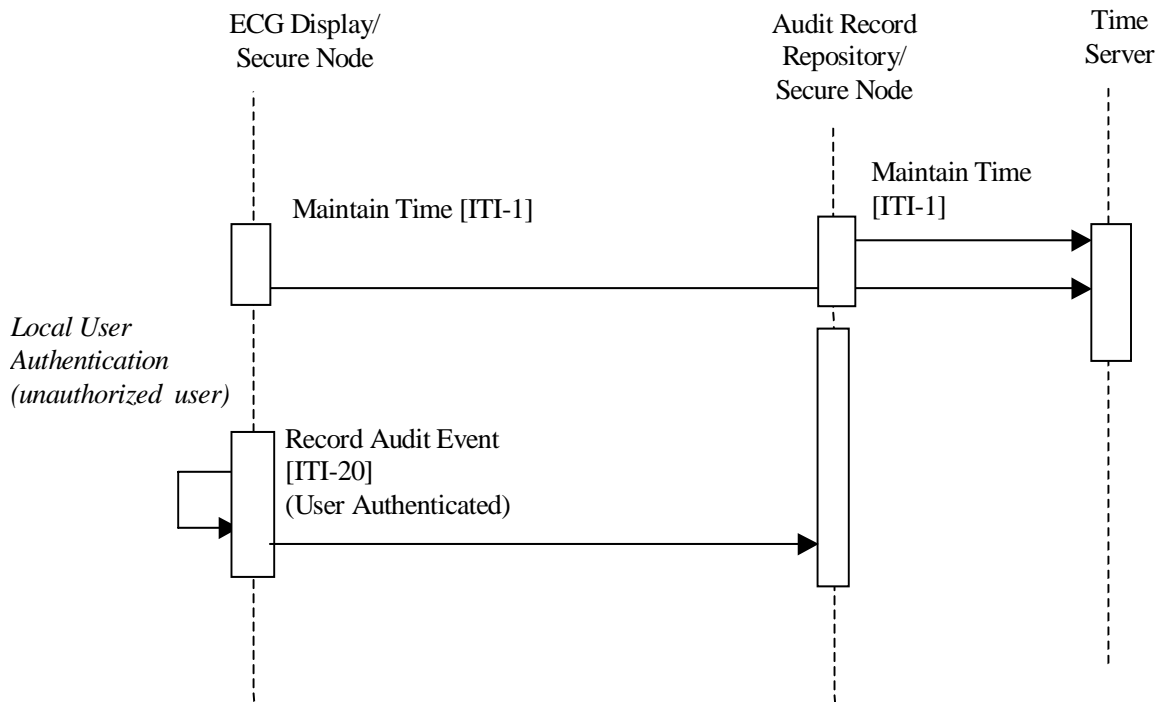 ECG Display/
Secure Node
Audit Record
Repository/
Secure Node
Time
Server
Maintain Time [ITI-1]
Maintain Time
[ITI-1]
Local User
Authentication
(unauthorized user)
Record Audit Event
[ITI-20]
(User Authenticated)